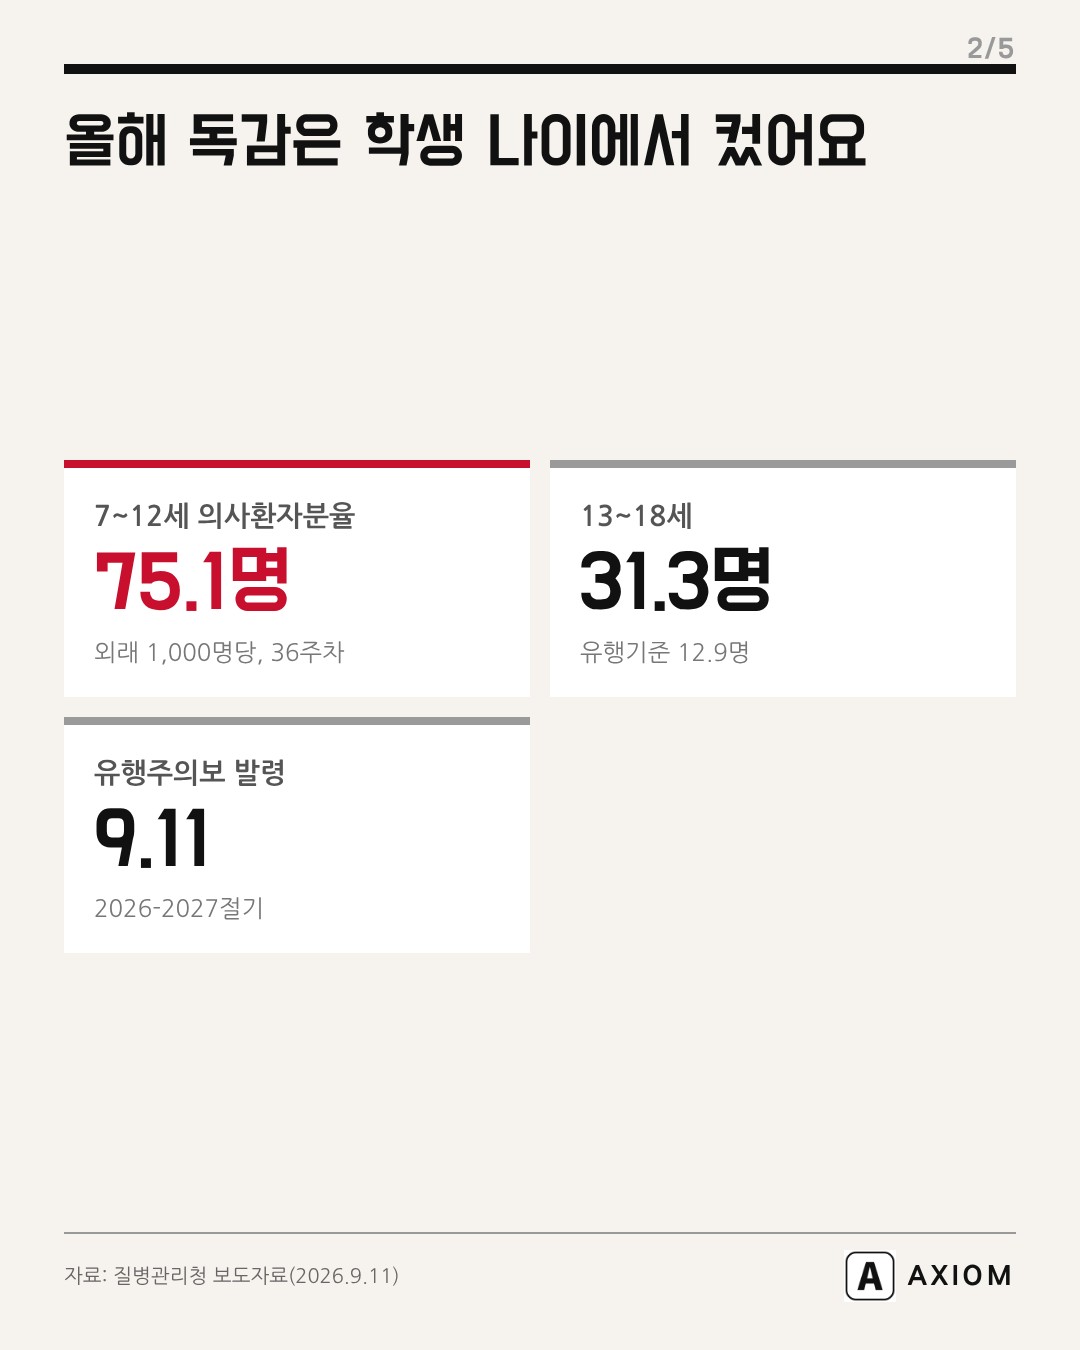 2/5
올해 독감은 학생 나이에서 컸어요
7~12세 의사환자분율
75.1명
외래 1,000명당, 36주차
13~18세
31.3명
유행기준 12.9명
유행주의보 발령
9.11
2026-2027절기
자료: 질병관리청 보도자료(2026.9.11)
A AXIOM